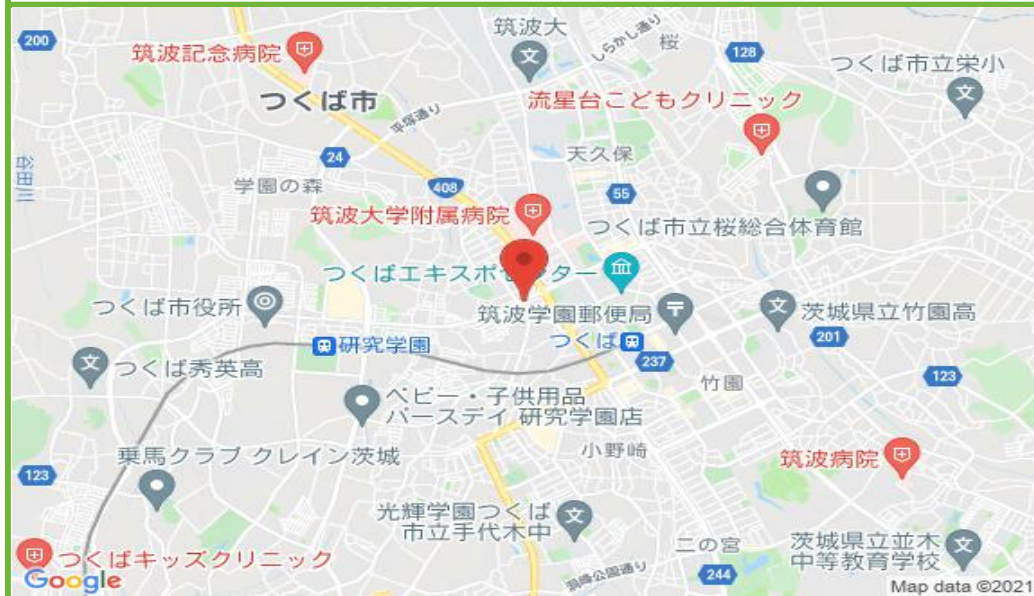 200
筑波記念病院
筑波大
しらかし通り
桜
128
つくば市立栄小
つくば市
平塚通り
流星台こどもクリニック
谷田川
24
天久保
学園の森
408
55
筑波大学附属病院
つくば市立桜総合体育館
つくばエキスポセンター
つくば市役所
筑波学園郵便局
茨城県立竹園高
研究学園
つくば
201
237
つくば秀英高
竹園
123
ベビー・子供用品
バースデイ 研究学園店
乗馬クラブ クレイン茨城
小野崎
筑波病院
123
光輝学園つくば
市立手代木中
二の宮
茨城県立並木
中等教育学校
つくばキッズクリニック
洞峰公園通り
244
Google
Map data ©2021